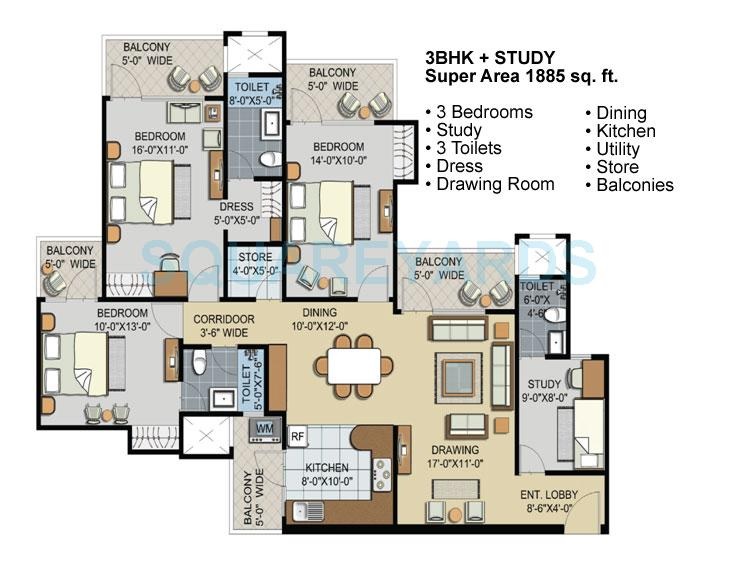 3BHK + STUDY
Super Area 1885 sq. ft.
• 3 Bedrooms
• Study
• 3 Toilets
• Dress
• Drawing Room
• Dining
• Kitchen
• Utility
• Store
• Balconies
BALCONY
5'-0" WIDE
TOILET
8'-0"X5'-0"
BALCONY
5'-0" WIDE
BEDROOM
16'-0"X11'-0"
BEDROOM
14'-0"X10'-0"
DRESS
5'-0"X5'-0"
STORE
4'-0"X5'-0"
BALCONY
5'-0" WIDE
BALCONY
5'-0" WIDE
SQUAREYARDS
TOILET
6'-0"X
4'-6"
BEDROOM
10'-0"X13'-0"
CORRIDOOR
3'-6" WIDE
DINING
10'-0"X12'-0"
TOILET
5'-0"X7'-6"
STUDY
9'-0"X8'-0"
WM
RF
DRAWING
17'-0"X11'-0"
KITCHEN
8'-0"X10'-0"
BALCONY
5'-0" WIDE
ENT. LOBBY
8'-6"X4'-0"